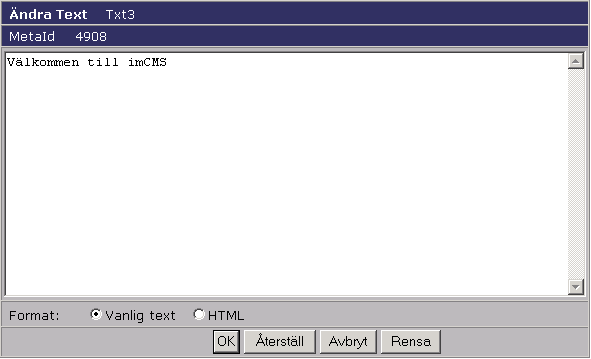 Ändra Text Txt3
MetaId 4908
Välkommen till imCMS
Format: Vanlig text HTML
OK Återställ Avbryt Rensa